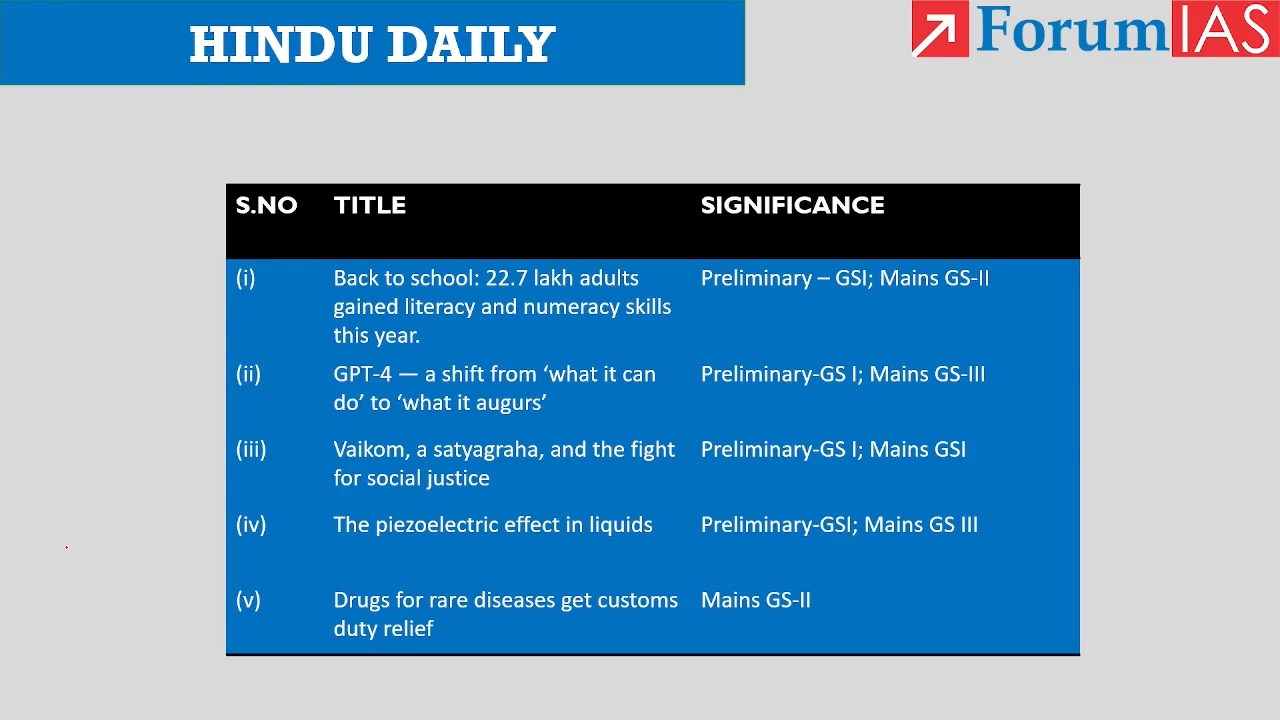 HINDU DAILY
ForumIAS
S.NO TITLE SIGNIFICANCE
(i) Back to school: 22.7 lakh adults Preliminary – GSI; Mains GS-II
gained literacy and numeracy skills
this year.
(ii) GPT-4 — a shift from ‘what it can Preliminary-GS I; Mains GS-III
do’ to ‘what it augurs’
(iii) Vaikom, a satyagraha, and the fight Preliminary-GS I; Mains GSI
for social justice
(iv) The piezoelectric effect in liquids Preliminary-GSI; Mains GS III
(v) Drugs for rare diseases get customs Mains GS-II
duty relief